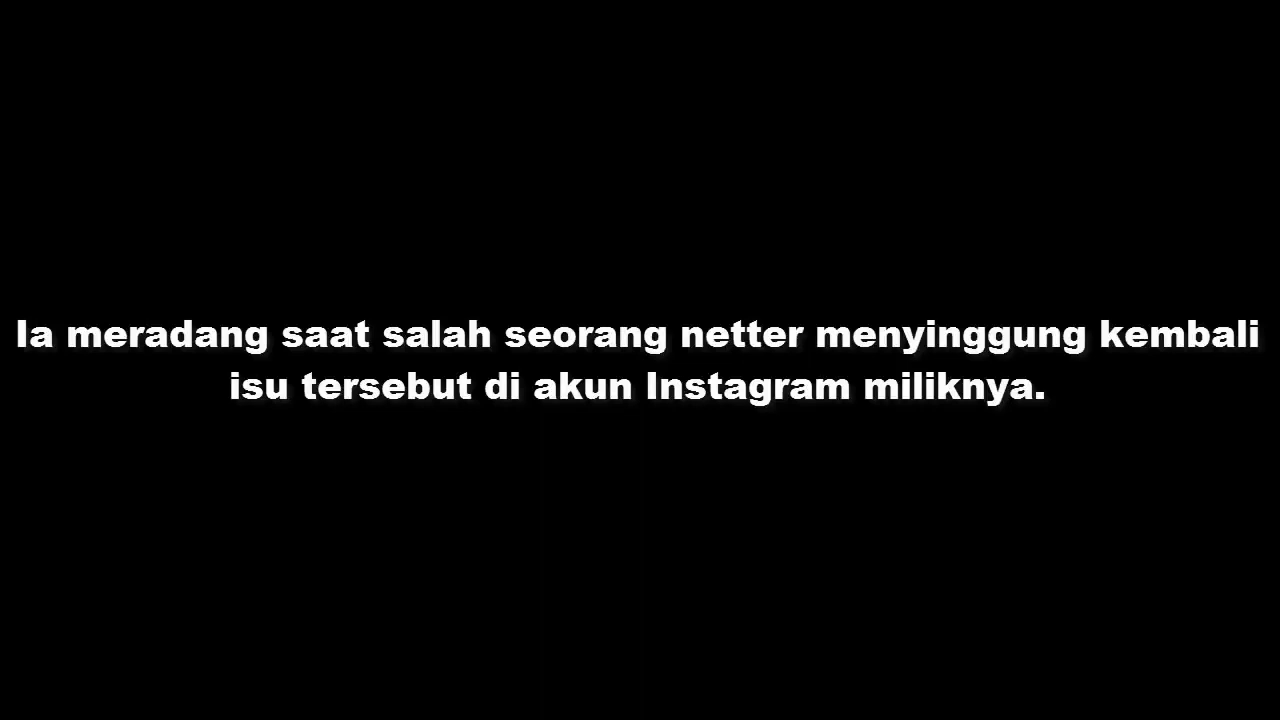 Ia meradang saat salah seorang netter menyinggung kembali
isu tersebut di akun Instagram miliknya.